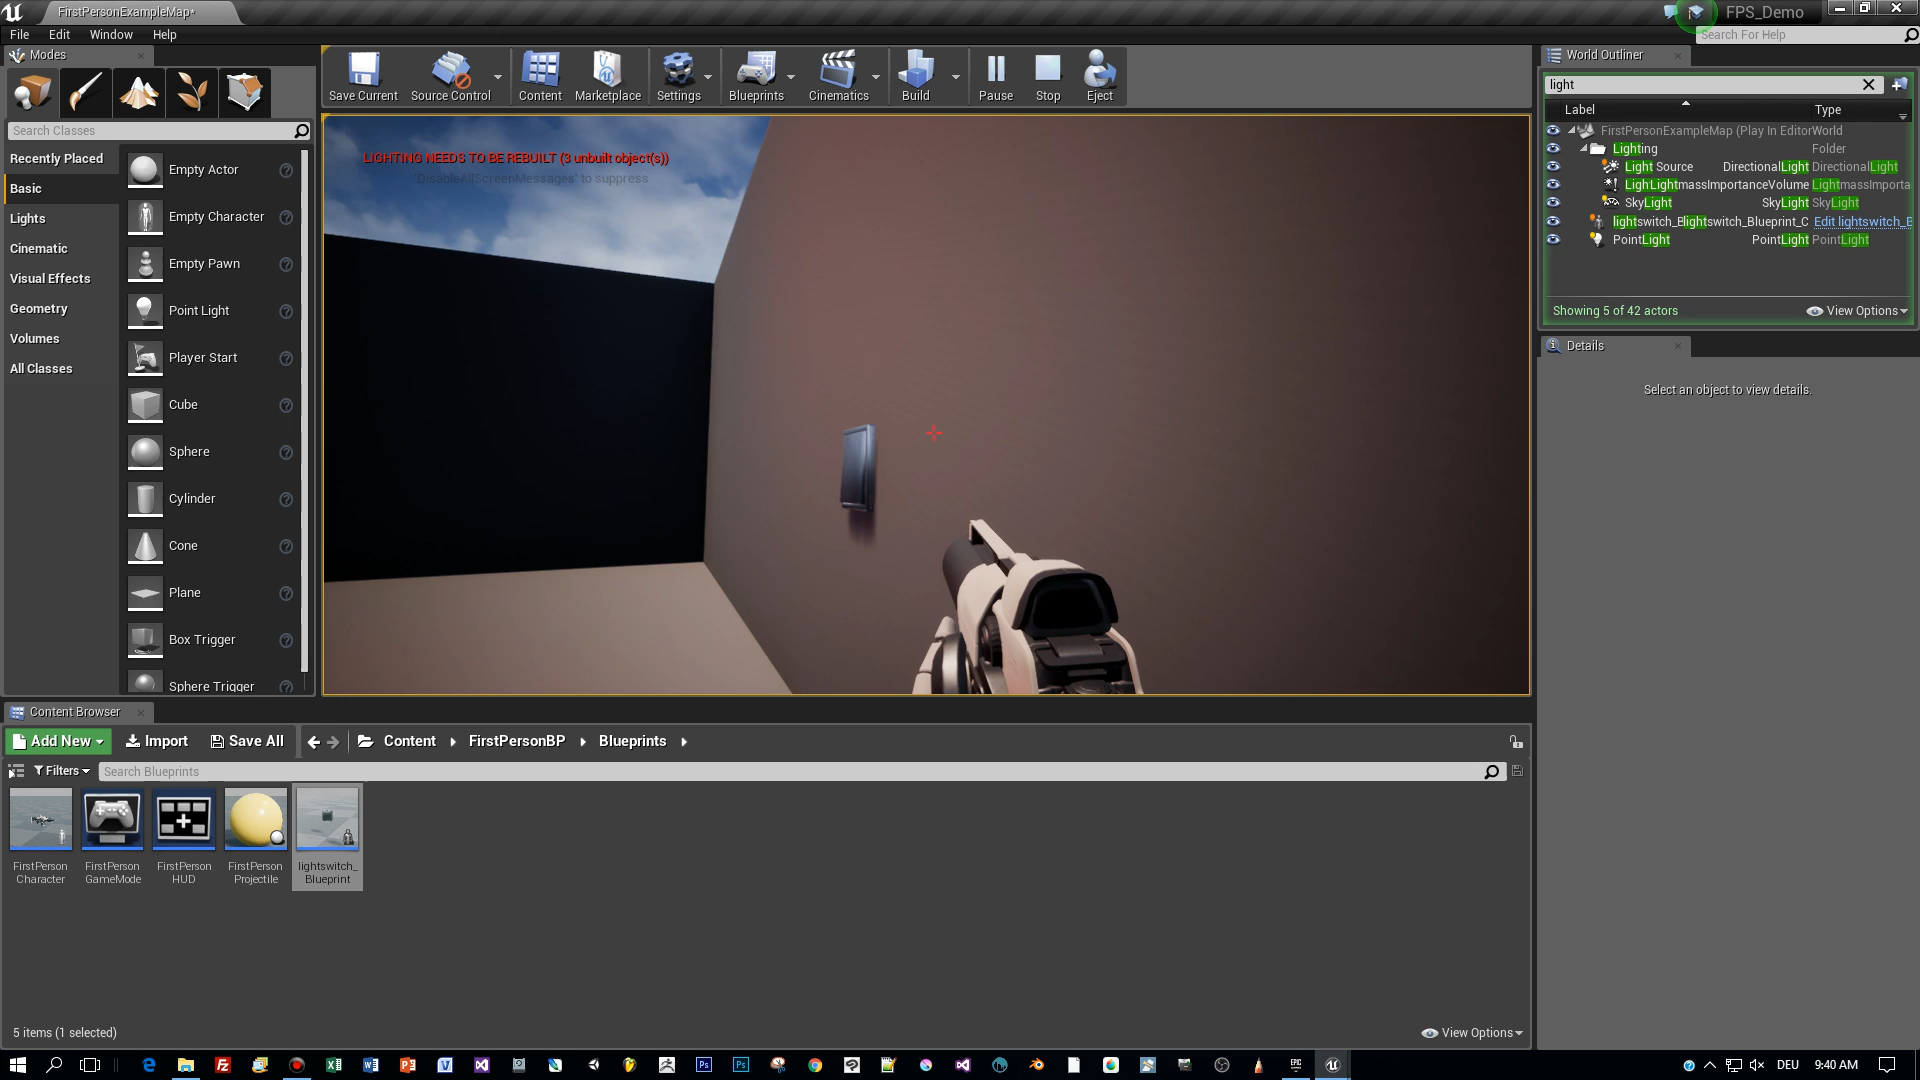 FirstPersonExampleMap*
FPS_Demo
File Edit Window Help
Search For Help
Modes
Save Current
Source Control
Content
Marketplace
Settings
Blueprints
Cinematics
Build
Pause
Stop
Eject
Search Classes
Recently Placed
Basic
Lights
Cinematic
Visual Effects
Geometry
Volumes
All Classes
Empty Actor
Empty Character
Empty Pawn
Point Light
Player Start
Cube
Sphere
Cylinder
Cone
Plane
Box Trigger
Sphere Trigger
LIGHTING NEEDS TO BE REBUILT (3 unbuilt object(s))
'DisableAllScreenMessages' to suppress
World Outliner
light
Label Type
FirstPersonExampleMap (Play In Editor World
Lighting Folder
Light Source DirectionalLight DirectionalLight
LighLightmassImportanceVolume LightmassImporta
SkyLight SkyLight SkyLight
lightswitch_Blightswitch_Blueprint_C Edit lightswitch_B
PointLight PointLight PointLight
Showing 5 of 42 actors
View Options
Details
Select an object to view details.
Content Browser
Add New Import Save All Content FirstPersonBP Blueprints
Filters Search Blueprints
FirstPerson Character
FirstPerson GameMode
FirstPerson HUD
FirstPerson Projectile
lightswitch_ Blueprint
5 items (1 selected)
View Options
DEU 9:40 AM